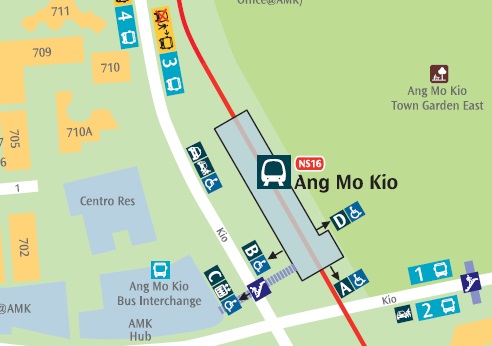 Office@AMK)
711
4
709
3
710
Ang Mo Kio
Town Garden East
710A
705
6
NS16
Ang Mo Kio
1
Centro Res
D
702
Kio
B
C
A
1
Ang Mo Kio
Bus Interchange
@AMK
Kio
2
AMK
Hub